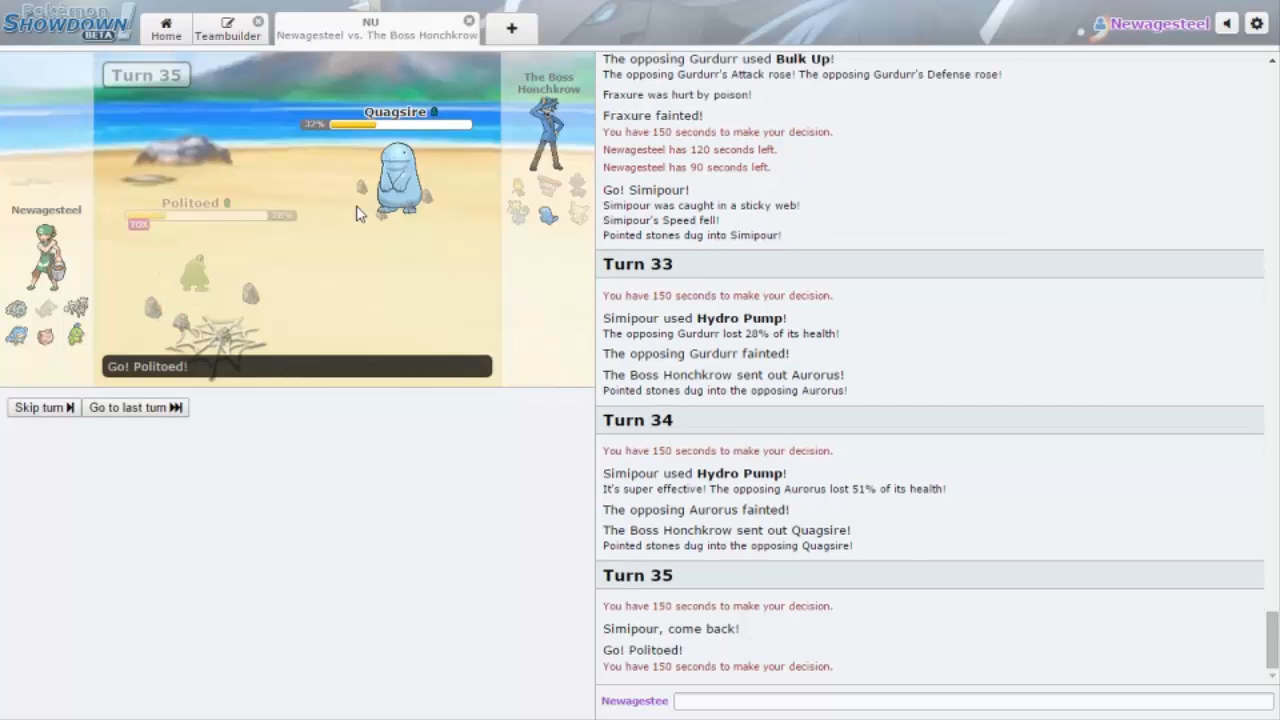 Pokémon
SHOWDOWN!
BETA
Home
Teambuilder
NU
Newagesteel vs. The Boss Honchkrow
+
Newagesteel
Turn 35
Quagsire
32%
The Boss
Honchkrow
Newagesteel
Politoed
28%
TOX
Go! Politoed!
Skip turn
Go to last turn
The opposing Gurdurr used Bulk Up!
The opposing Gurdurr's Attack rose! The opposing Gurdurr's Defense rose!
Fraxure was hurt by poison!
Fraxure fainted!
You have 150 seconds to make your decision.
Newagesteel has 120 seconds left.
Newagesteel has 90 seconds left.
Go! Simipour!
Simipour was caught in a sticky web!
Simipour's Speed fell!
Pointed stones dug into Simipour!
Turn 33
You have 150 seconds to make your decision.
Simipour used Hydro Pump!
The opposing Gurdurr lost 28% of its health!
The opposing Gurdurr fainted!
The Boss Honchkrow sent out Aurorus!
Pointed stones dug into the opposing Aurorus!
Turn 34
You have 150 seconds to make your decision.
Simipour used Hydro Pump!
It's super effective! The opposing Aurorus lost 51% of its health!
The opposing Aurorus fainted!
The Boss Honchkrow sent out Quagsire!
Pointed stones dug into the opposing Quagsire!
Turn 35
You have 150 seconds to make your decision.
Simipour, come back!
Go! Politoed!
You have 150 seconds to make your decision.
Newagestee